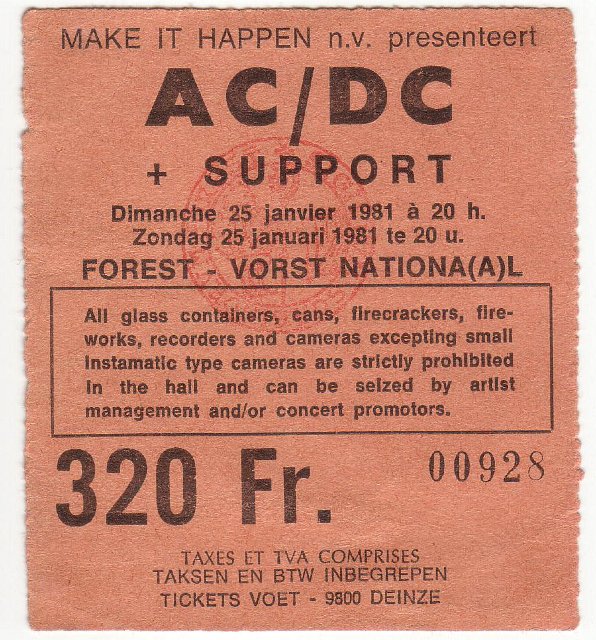 MAKE IT HAPPEN n.v. presenteert
AC/DC
+ SUPPORT
Dimanche 25 janvier 1981 à 20 h.
Zondag 25 januari 1981 te 20 u.
FOREST - VORST NATIONA(A)L
All glass containers, cans, firecrackers, fire-
works, recorders and cameras excepting small
Instamatic type cameras are strictly prohibited
in the hall and can be seized by artist
management and/or concert promotors.
320 Fr.
00928
TAXES ET TVA COMPRISES
TAKSEN EN BTW INBEGREPEN
TICKETS VOET - 9800 DEINZE